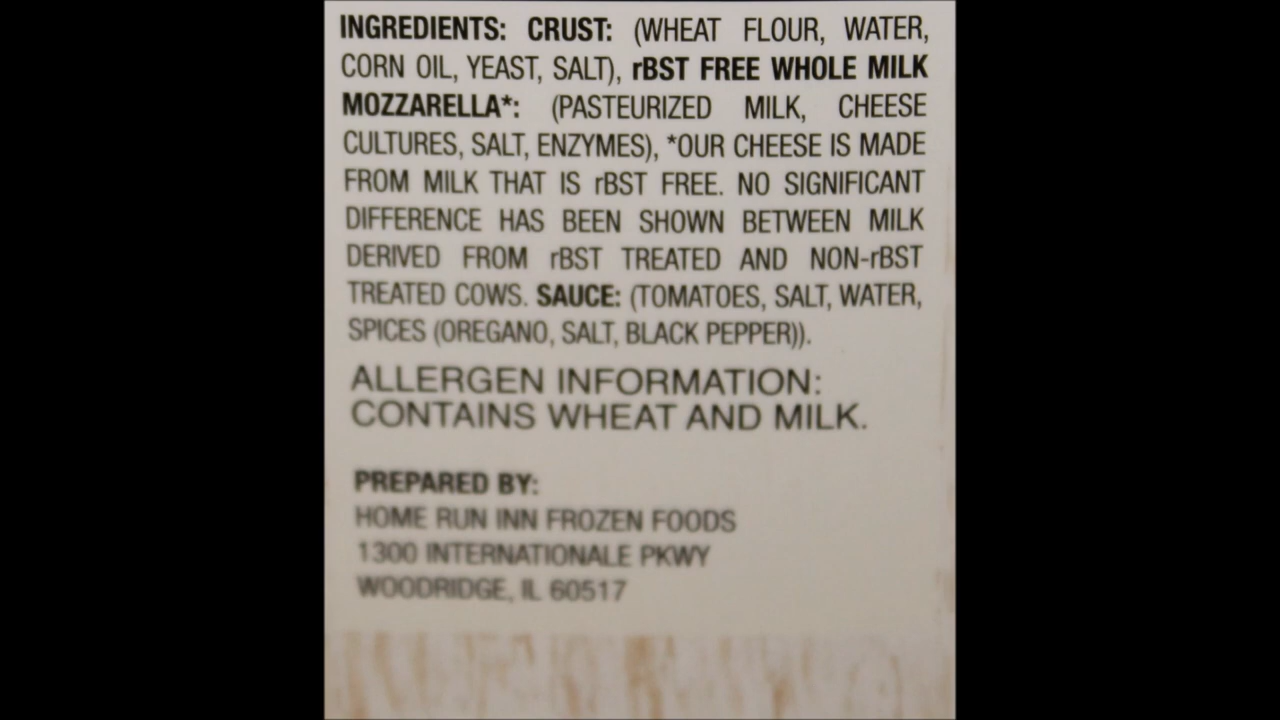 INGREDIENTS: CRUST: (WHEAT FLOUR, WATER,
CORN OIL, YEAST, SALT), rBST FREE WHOLE MILK
MOZZARELLA*: (PASTEURIZED MILK, CHEESE
CULTURES, SALT, ENZYMES), *OUR CHEESE IS MADE
FROM MILK THAT IS rBST FREE. NO SIGNIFICANT
DIFFERENCE HAS BEEN SHOWN BETWEEN MILK
DERIVED FROM rBST TREATED AND NON-rBST
TREATED COWS. SAUCE: (TOMATOES, SALT, WATER,
SPICES (OREGANO, SALT, BLACK PEPPER)).
ALLERGEN INFORMATION:
CONTAINS WHEAT AND MILK.
PREPARED BY:
HOME RUN INN FROZEN FOODS
1300 INTERNATIONALE PKWY
WOODRIDGE, IL 60517